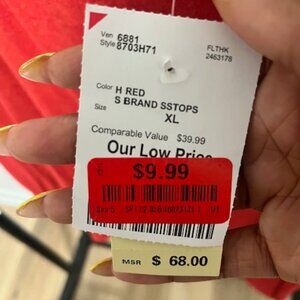 Ven 6881
Style 8703H71
FLTHK
2463178
Color H RED
S BRAND SSTOPS
Size XL
Comparable Value $39.99
Our Low Price
$9.99
MSR $ 68.00